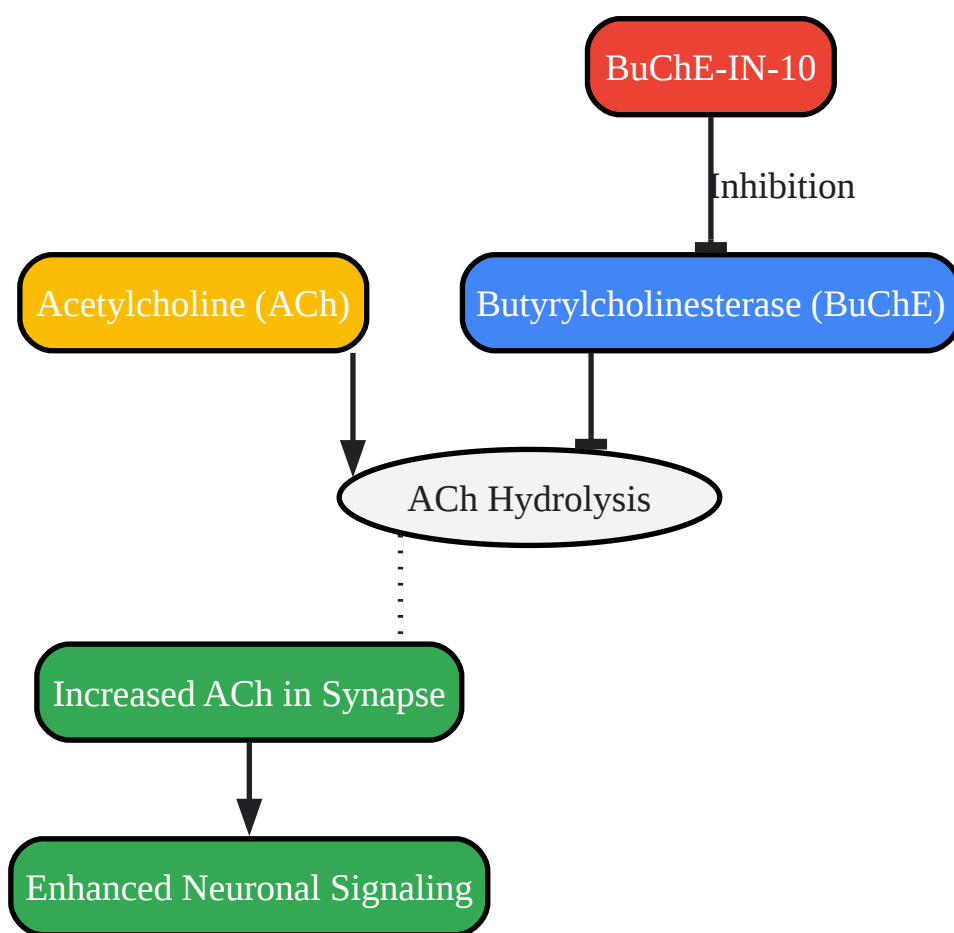 BuChE-IN-10
Inhibition
Acetylcholine (ACh)
Butyrylcholinesterase (BuChE)
ACh Hydrolysis
Increased ACh in Synapse
Enhanced Neuronal Signaling